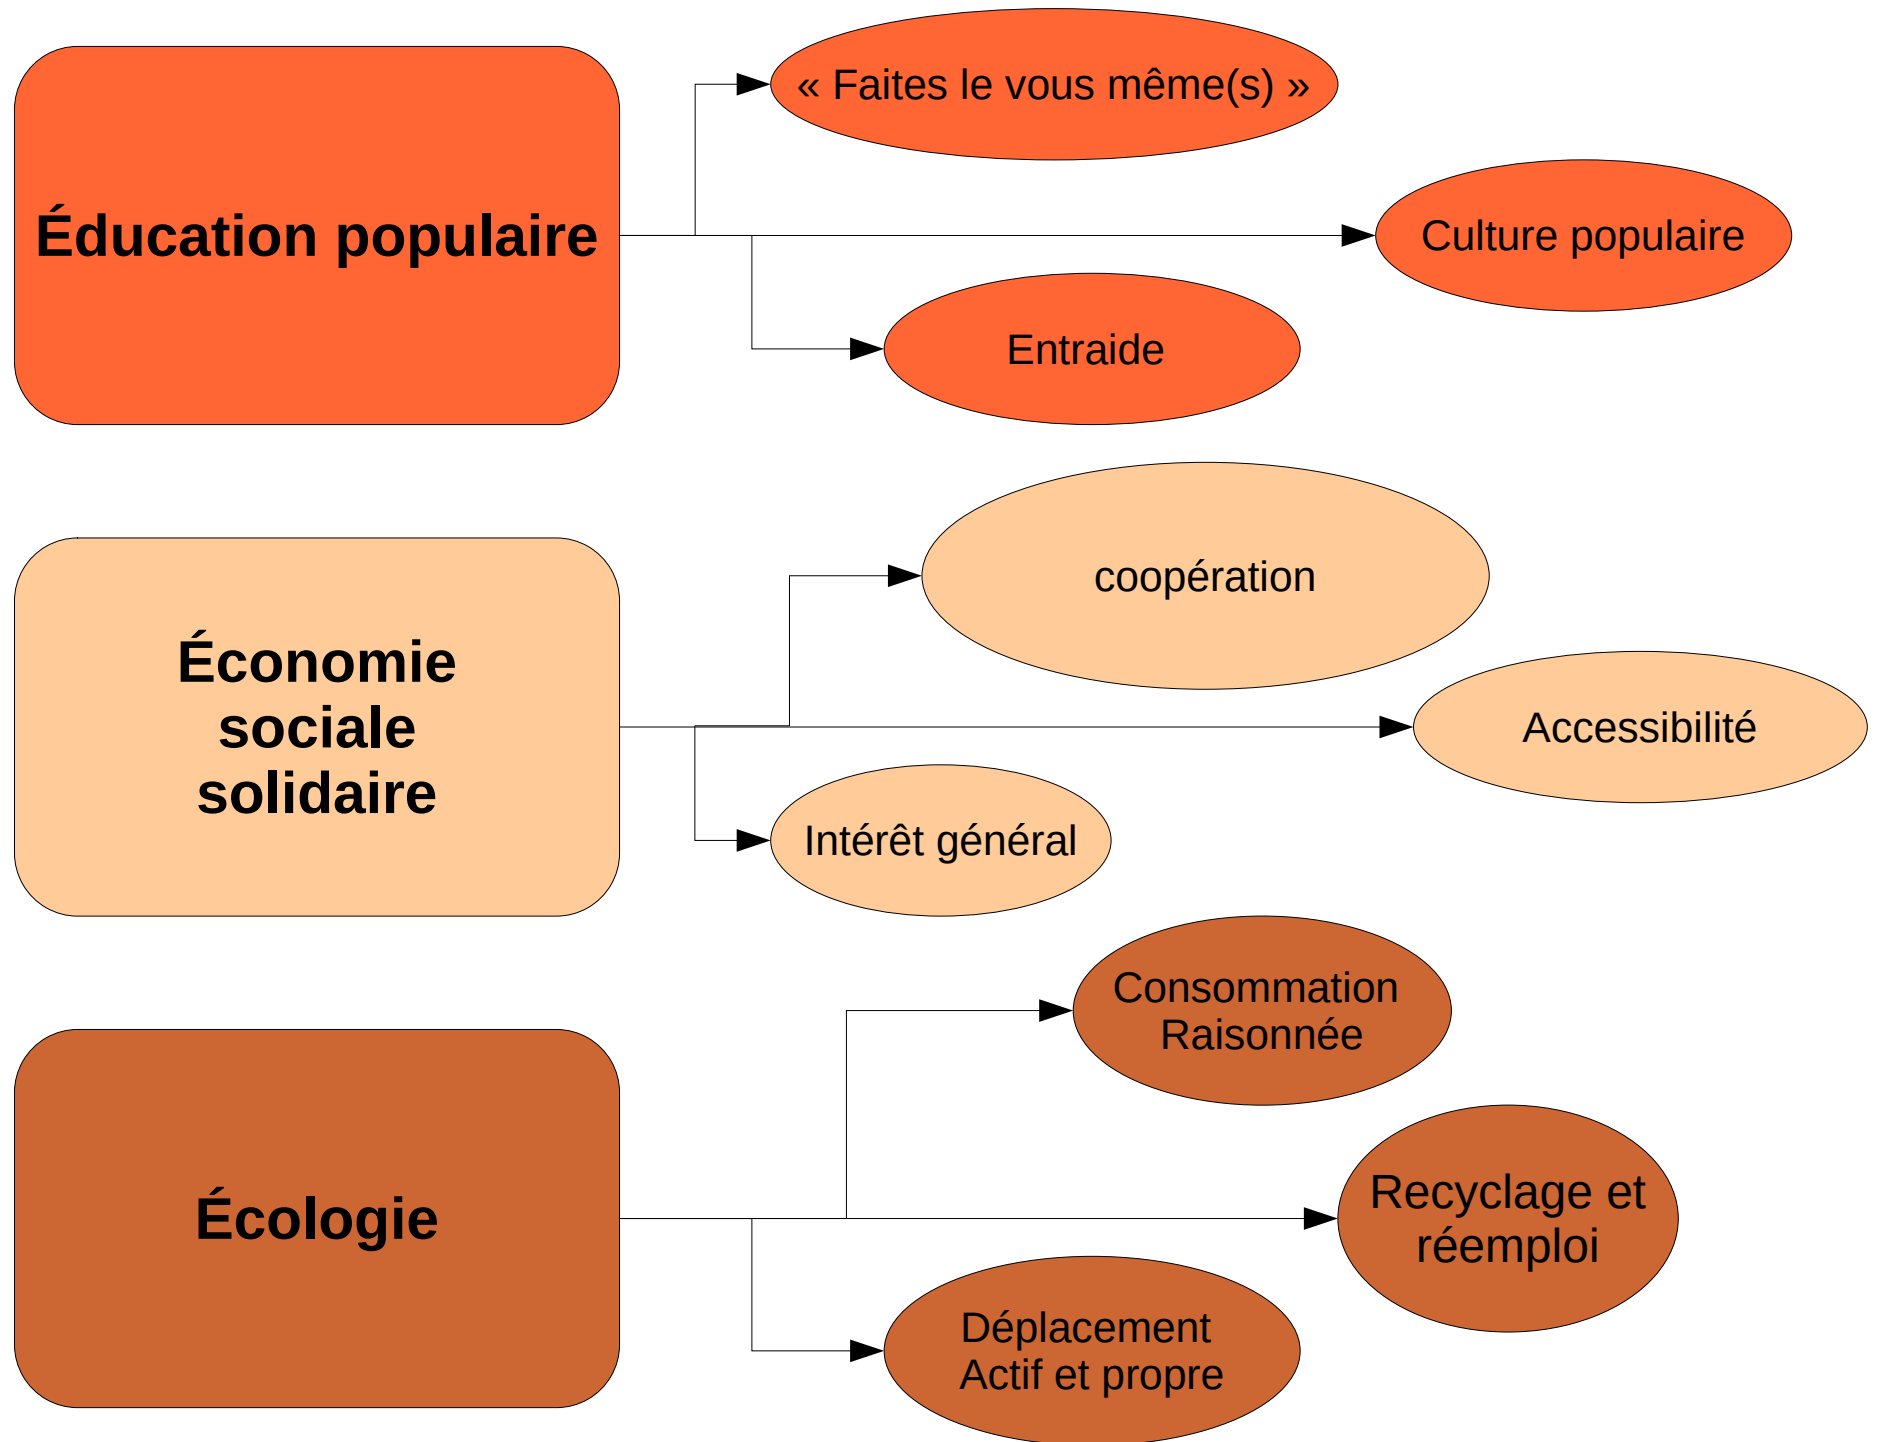 Éducation populaire
« Faites le vous même(s) »
Culture populaire
Entraide
Économie
sociale
solidaire
coopération
Accessibilité
Intérêt général
Écologie
Consommation
Raisonnée
Recyclage et
réemploi
Déplacement
Actif et propre